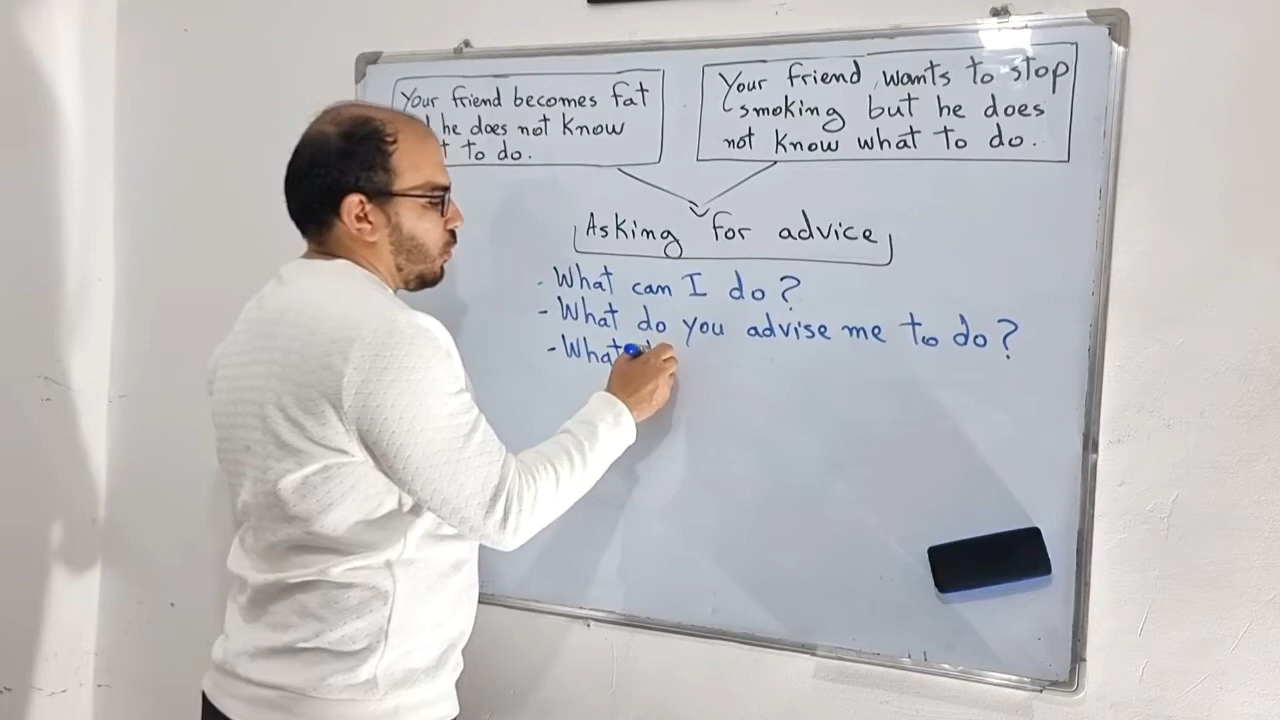 Your friend becomes fat
he does not know
to do.
Your friend wants to stop
smoking but he does
not know what to do.
Asking for advice
- What can I do?
- What do you advise me to do?
- What